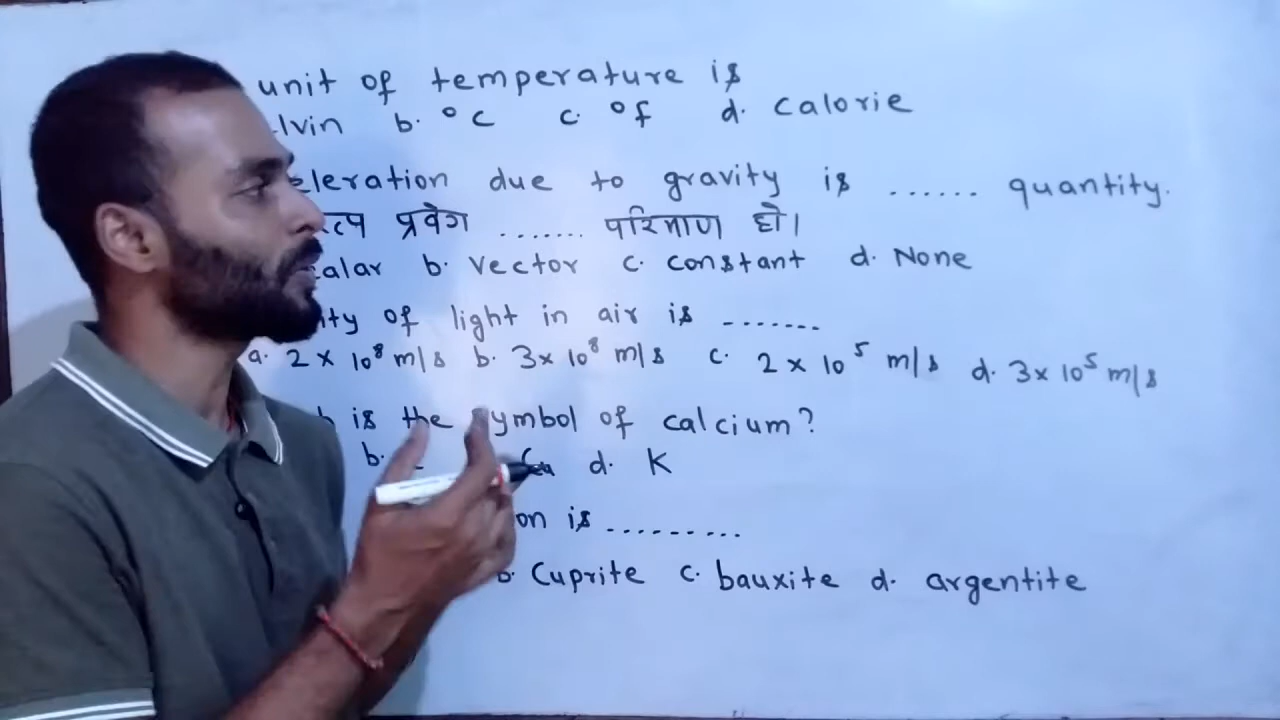 unit of temperature is
lvin b. °C c. °f d. Calorie
eleration due to gravity is ...... quantity.
त्व प्रवेग ....... परिमाण हो।
calar b. Vector c. constant d. None
ity of light in air is .......
a. 2 × 10⁸ m/s b. 3 × 10⁸ m/s c. 2 × 10⁵ m/s d. 3 × 10⁵ m/s
h is the symbol of calcium?
b. Ca d. K
on is .........
b. Cuprite c. bauxite d. argentite